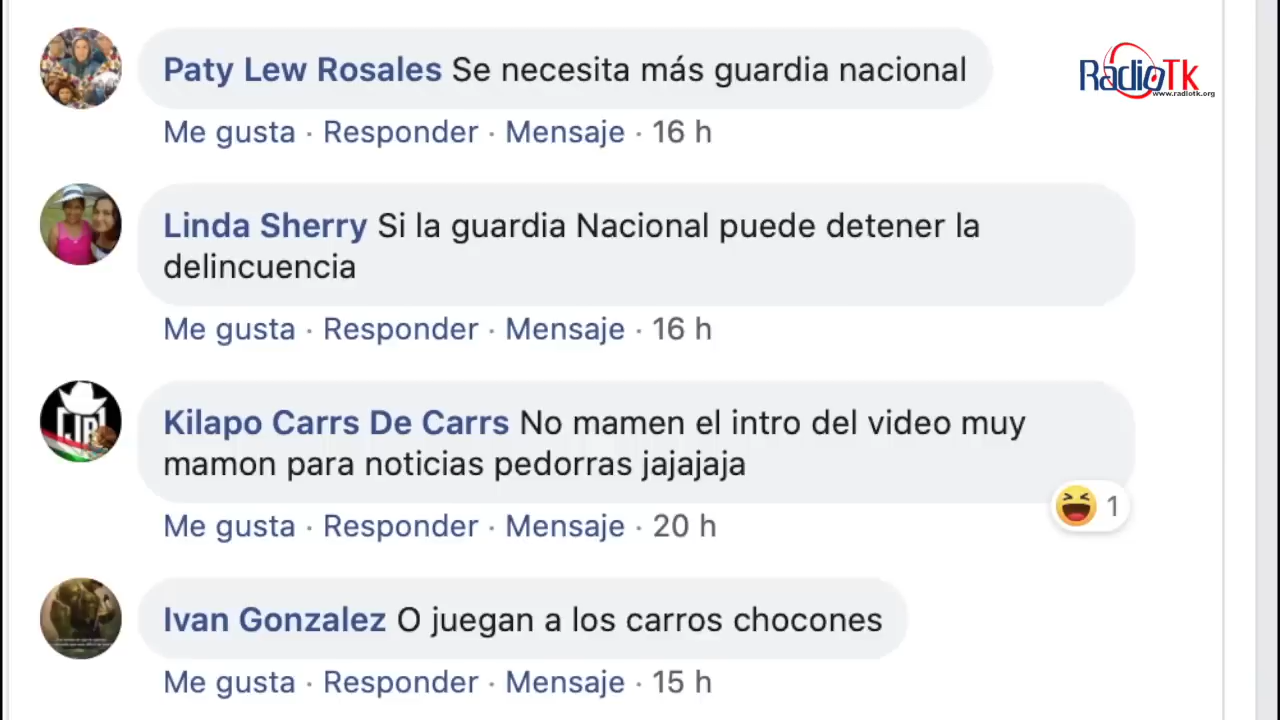 Paty Lew Rosales Se necesita más guardia nacional
RadioTK
www.radiotk.org
Me gusta · Responder · Mensaje · 16 h
Linda Sherry Si la guardia Nacional puede detener la
delincuencia
Me gusta · Responder · Mensaje · 16 h
Kilapo Carrs De Carrs No mamen el intro del video muy
mamon para noticias pedorras jajajaja
1
Me gusta · Responder · Mensaje · 20 h
Ivan Gonzalez O juegan a los carros chocones
Me gusta · Responder · Mensaje · 15 h